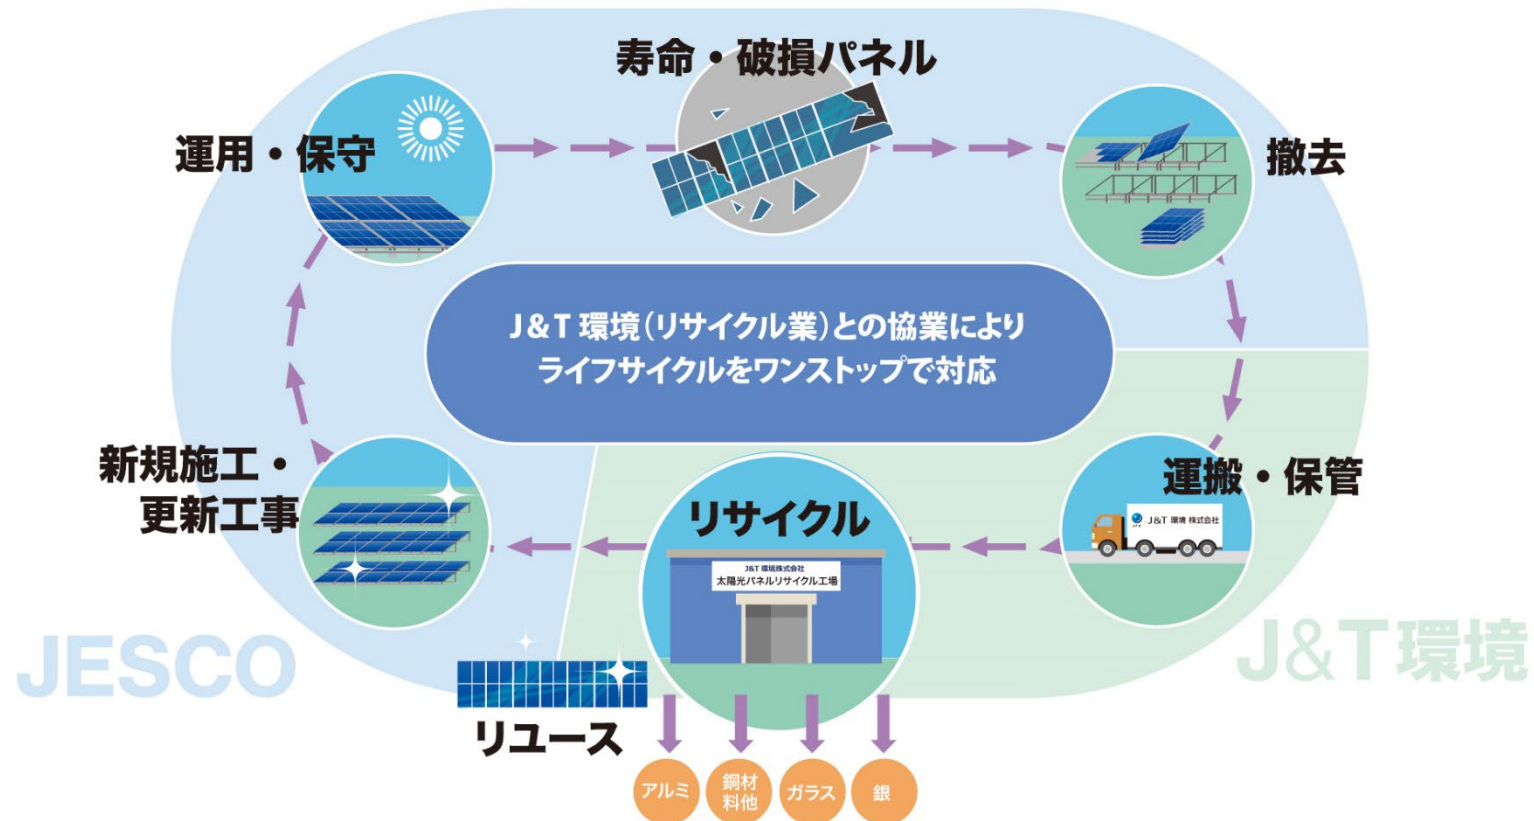 寿命・破損パネル
運用・保守
撤去
J&T 環境(リサイクル業)との協業により
ライフサイクルをワンストップで対応
新規施工・
更新工事
リサイクル
J&T 環境株式会社
太陽光パネルリサイクル工場
運搬・保管
J&T 環境 株式会社
JESCO
J&T環境
リユース
アルミ
銅材
料他
ガラス
銀